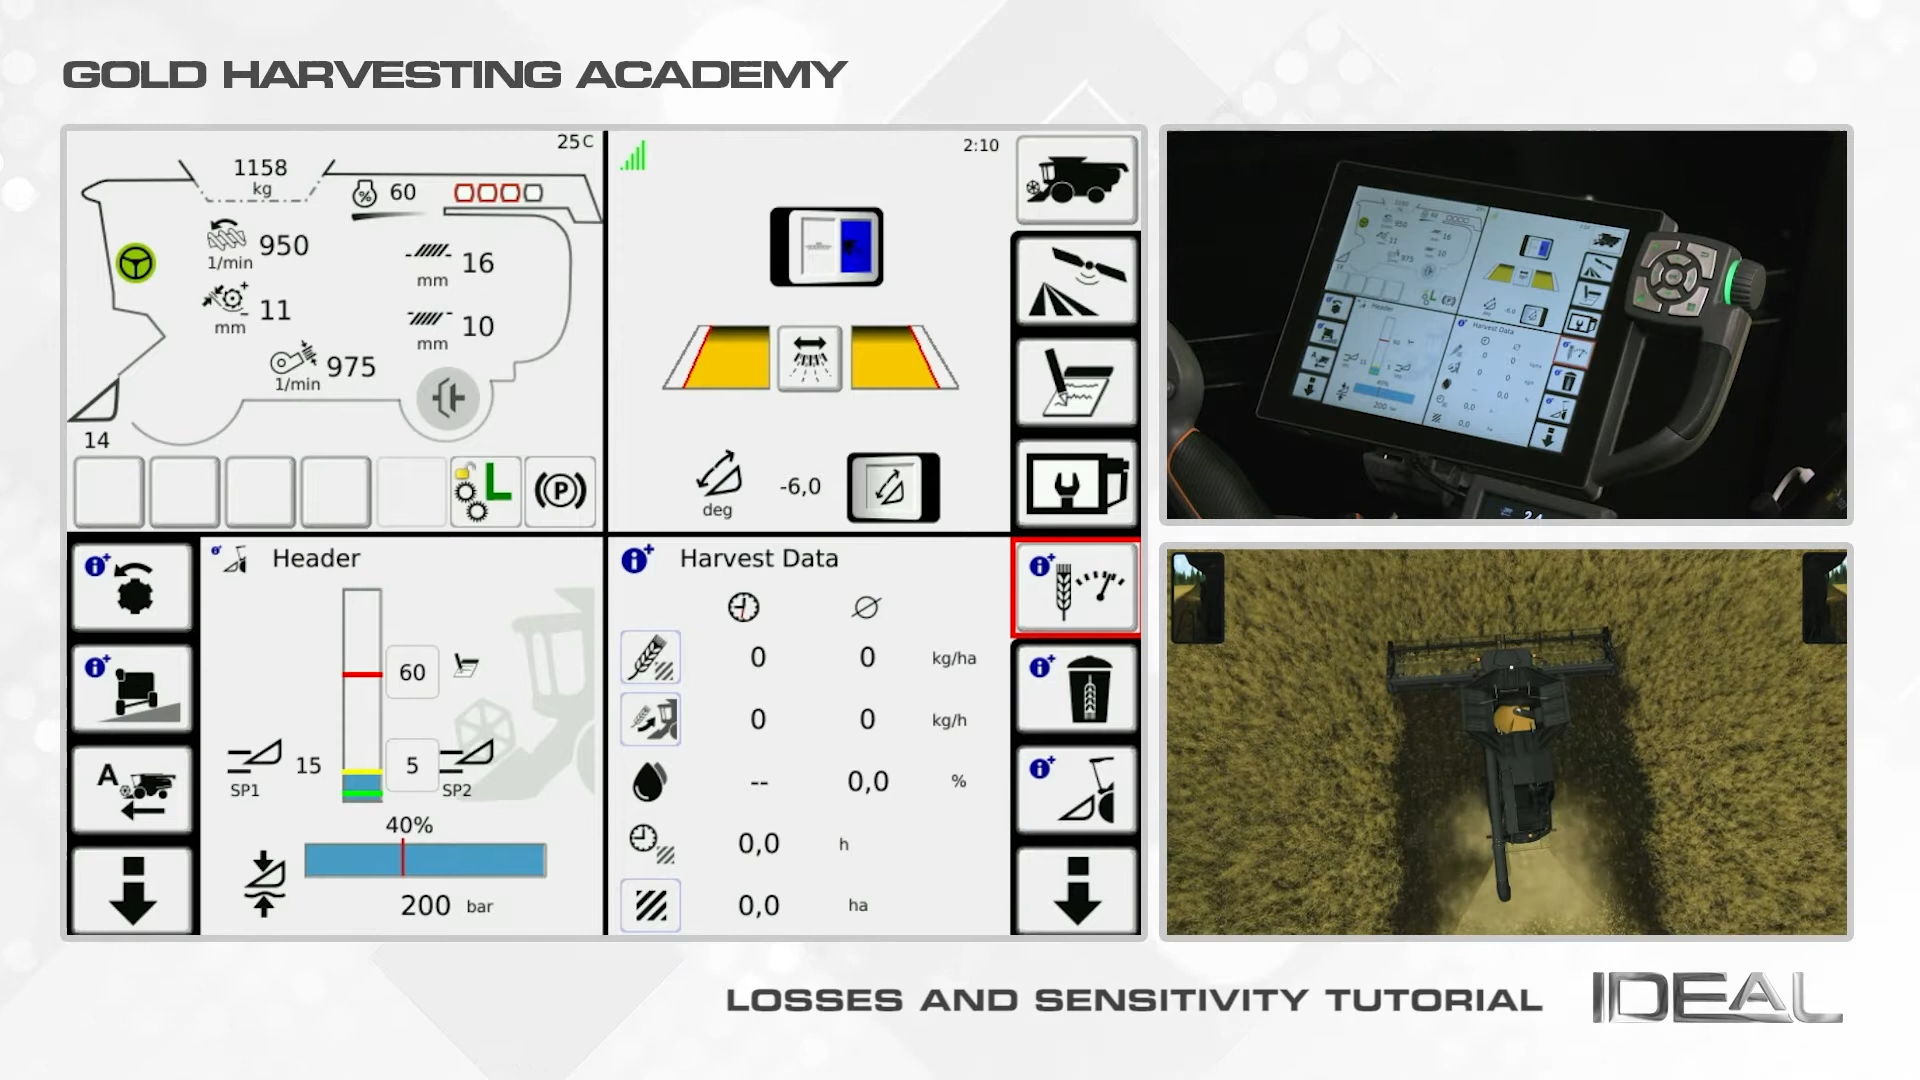 GOLD HARVESTING ACADEMY
25 C
1158
kg
% 60
950
1/min
16
mm
11
mm
10
mm
975
1/min
14
L
(P)
2:10
-6,0
deg
Header
60
15
5
SP1
SP2
A
40%
200 bar
Harvest Data
0 0 kg/ha
0 0 kg/h
-- 0,0 %
0,0 h
0,0 ha
LOSSES AND SENSITIVITY TUTORIAL
IDEAL